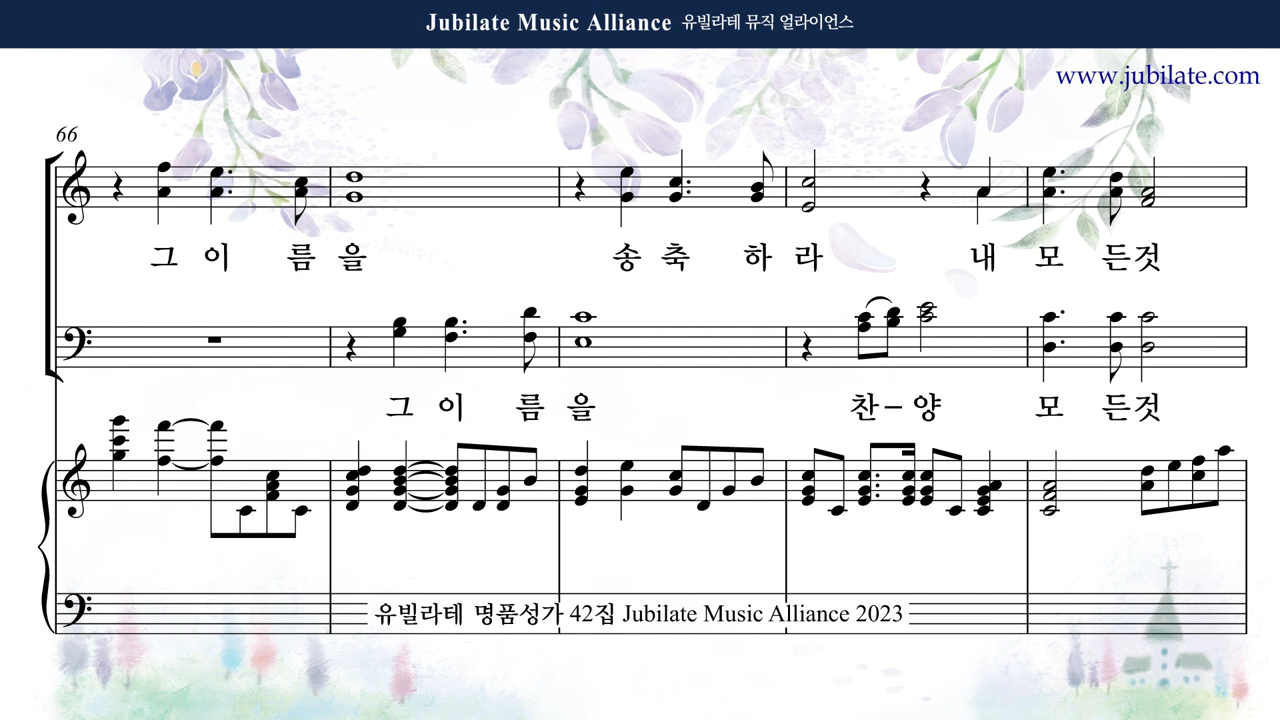 Jubilate Music Alliance 유빌라테 뮤직 얼라이언스
www.jubilate.com
66
그 이 름 을 송 축 하 라 내 모 든것
그 이 름 을 찬 – 양 모 든것
유빌라테 명품성가 42집 Jubilate Music Alliance 2023